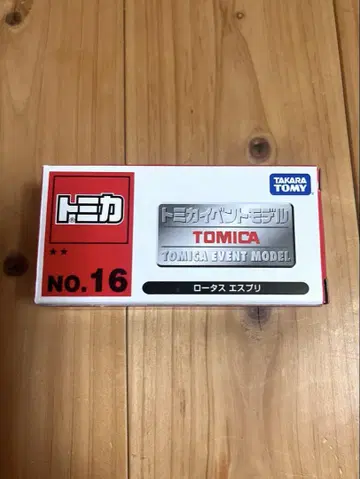 TAKARA
TOMY
トミカ
トミカイベントモデル
TOMICA
TOMICA EVENT MODEL
★★
NO.16
ロータス エスプリ